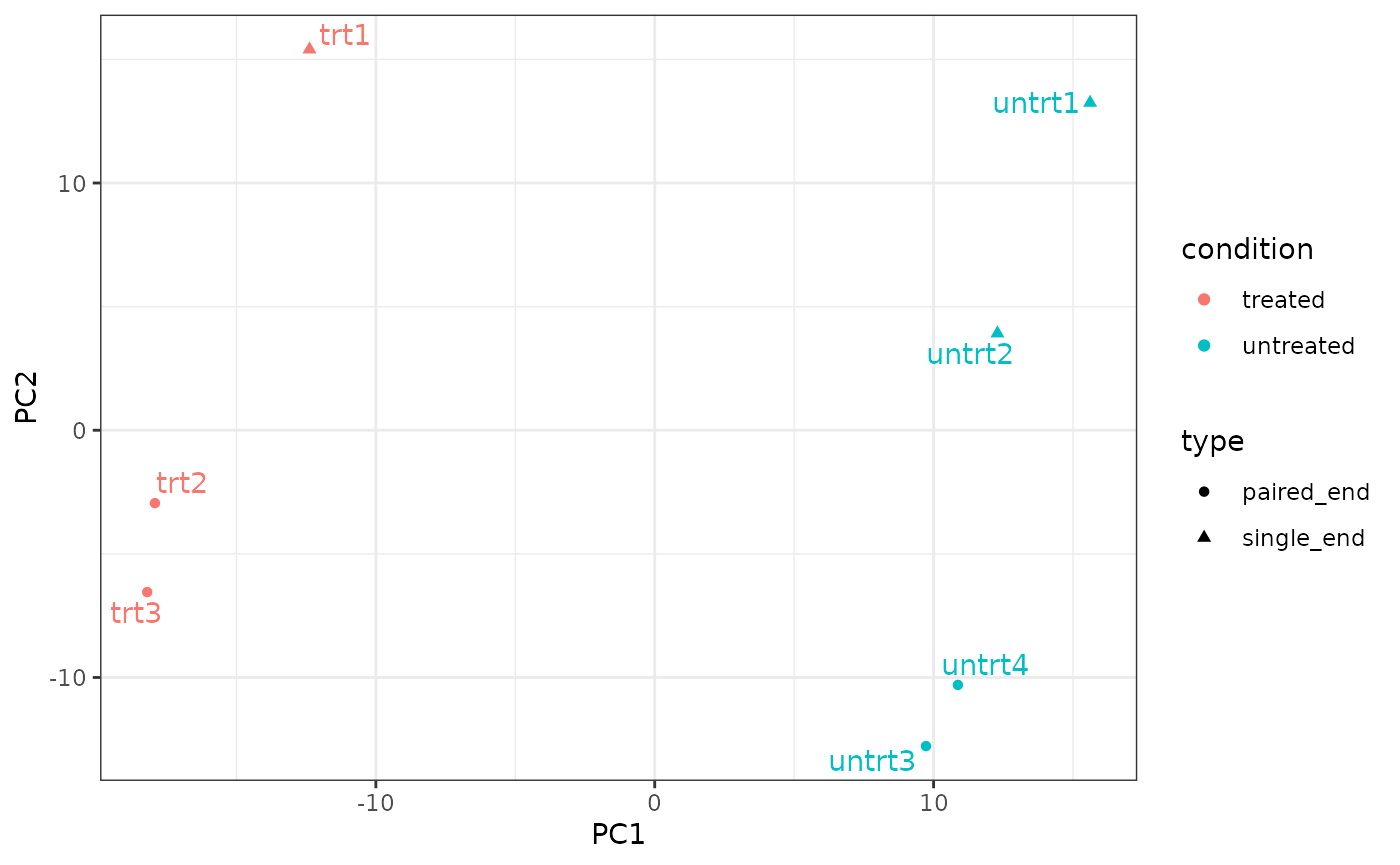 trt1
untrt1
untrt2
trt2
trt3
untrt4
untrt3
10
0
-10
-10
0
10
PC1
PC2
condition
treated
untreated
type
paired_end
single_end